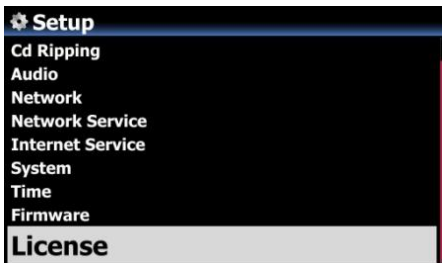 Setup
Cd Ripping
Audio
Network
Network Service
Internet Service
System
Time
Firmware
License